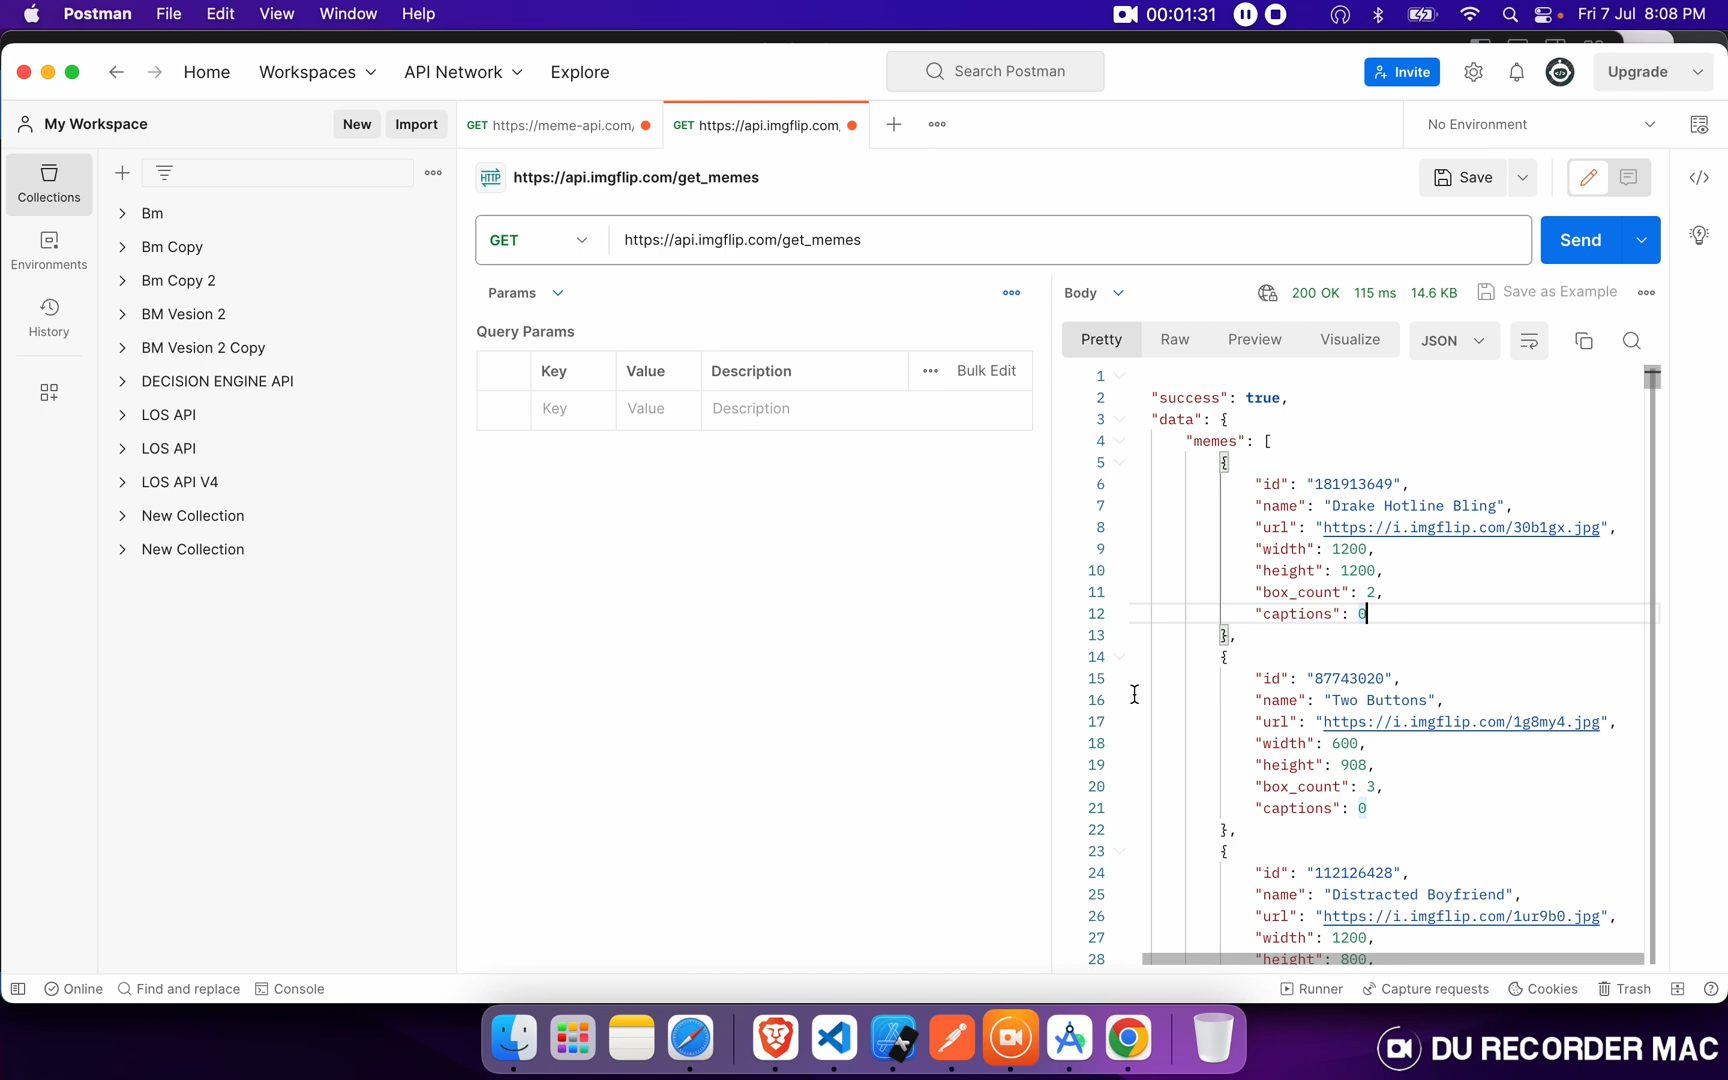 Postman File Edit View Window Help 00:01:31 Fri 7 Jul 8:08 PM
Home Workspaces API Network Explore Search Postman Invite Upgrade
My Workspace New Import GET https://meme-api.com/ GET https://api.imgflip.com/ No Environment
Collections
Environments
History
Bm
Bm Copy
Bm Copy 2
BM Vesion 2
BM Vesion 2 Copy
DECISION ENGINE API
LOS API
LOS API
LOS API V4
New Collection
New Collection
HTTP https://api.imgflip.com/get_memes Save
GET https://api.imgflip.com/get_memes Send
Params
Query Params
Key Value Description Bulk Edit
Key Value Description
Body 200 OK 115 ms 14.6 KB Save as Example
Pretty Raw Preview Visualize JSON
1
2 "success": true,
3 "data": {
4 "memes": [
5 {
6 "id": "181913649",
7 "name": "Drake Hotline Bling",
8 "url": "https://i.imgflip.com/30b1gx.jpg",
9 "width": 1200,
10 "height": 1200,
11 "box_count": 2,
12 "captions": 0
13 },
14 {
15 "id": "87743020",
16 "name": "Two Buttons",
17 "url": "https://i.imgflip.com/1g8my4.jpg",
18 "width": 600,
19 "height": 908,
20 "box_count": 3,
21 "captions": 0
22 },
23 {
24 "id": "112126428",
25 "name": "Distracted Boyfriend",
26 "url": "https://i.imgflip.com/1ur9b0.jpg",
27 "width": 1200,
28 "height": 800,
Online Find and replace Console Runner Capture requests Cookies Trash
DU RECORDER MAC